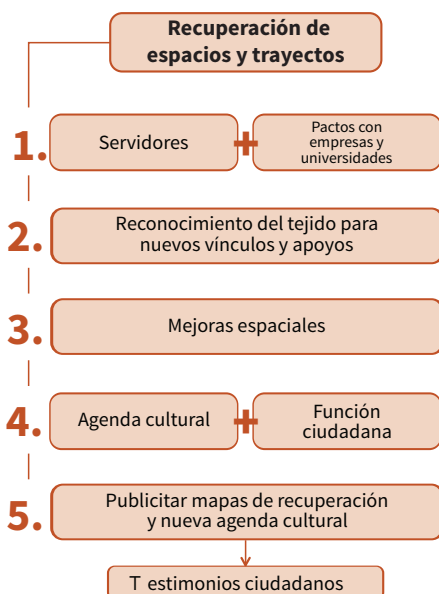 Recuperación de
espacios y trayectos
1.
Servidores
+
Pactos con
empresas y
universidades
2.
Reconocimiento del tejido para
nuevos vínculos y apoyos
3.
Mejoras espaciales
4.
Agenda cultural
+
Función
ciudadana
5.
Publicitar mapas de recuperación
y nueva agenda cultural
T estimonios ciudadanos